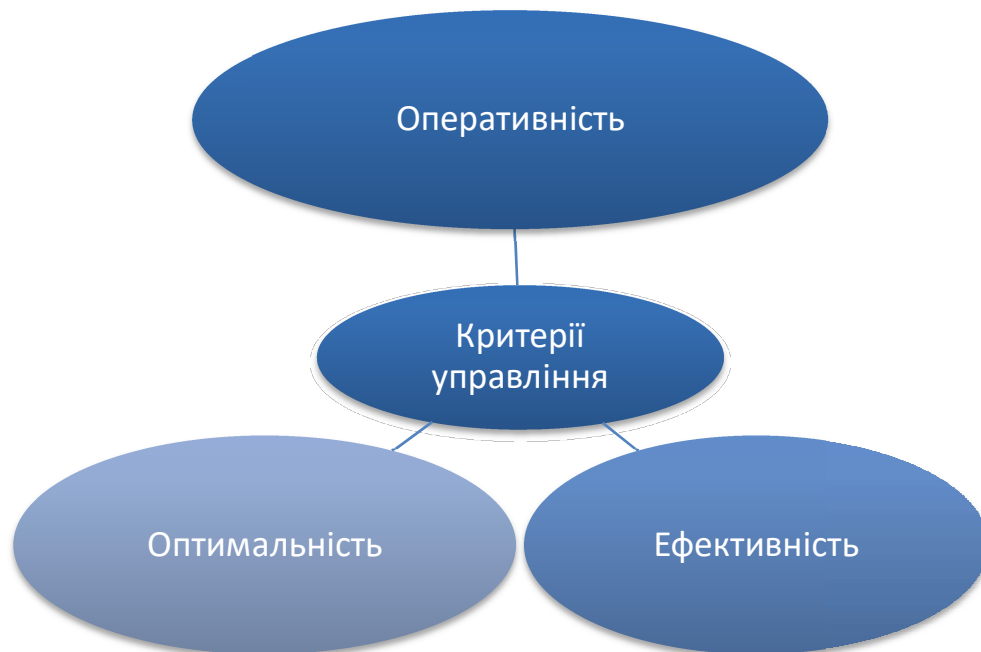 Оперативність
Критерії
управління
Оптимальність
Ефективність